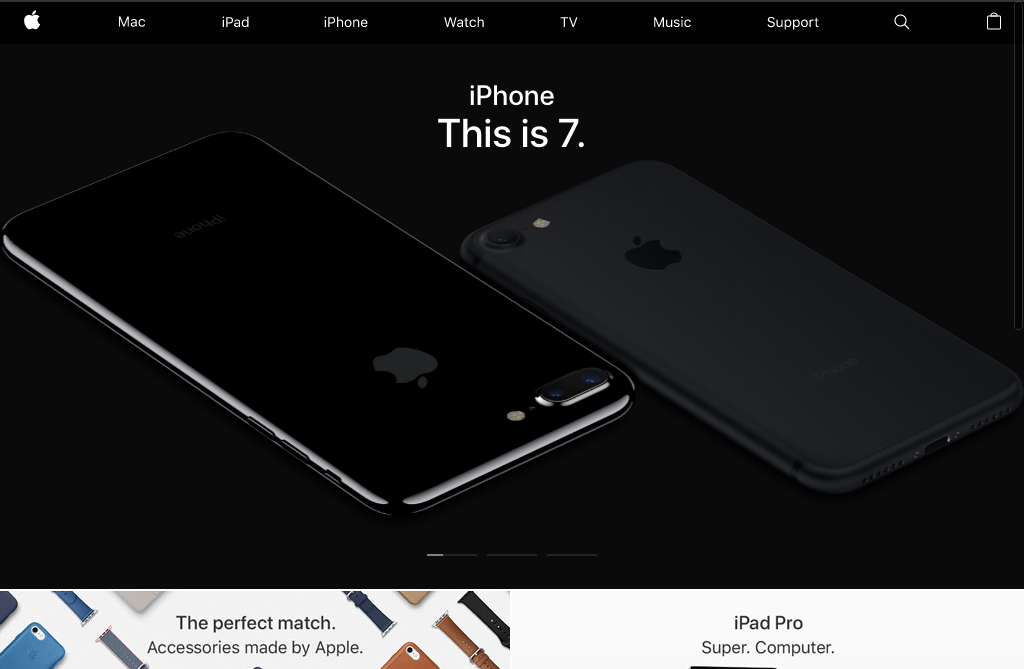 Mac
iPad
iPhone
Watch
TV
Music
Support
iPhone
This is 7.
iPhone
iPhone
The perfect match.
Accessories made by Apple.
iPad Pro
Super. Computer.